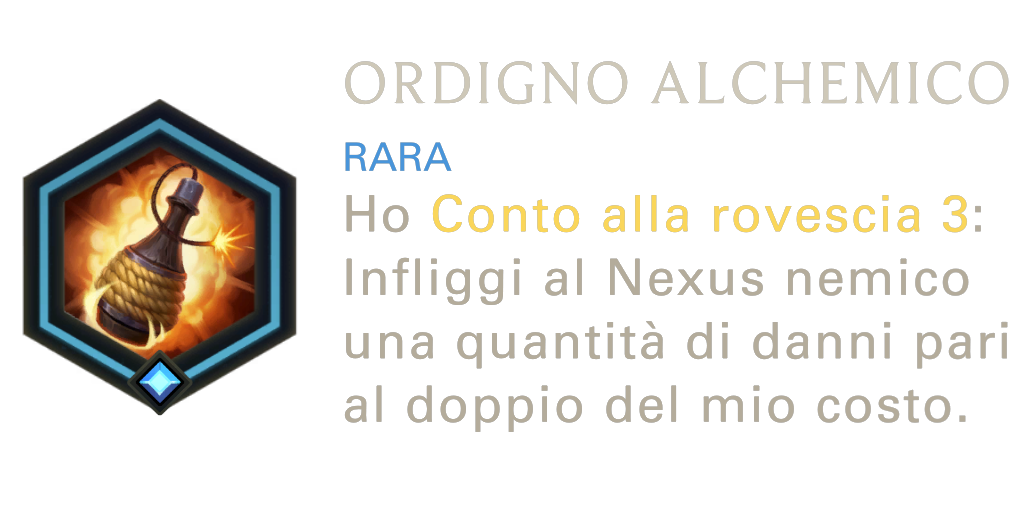 ORDIGNO ALCHEMICO
RARA
Ho Conto alla rovescia 3:
Infliggi al Nexus nemico
una quantità di danni pari
al doppio del mio costo.